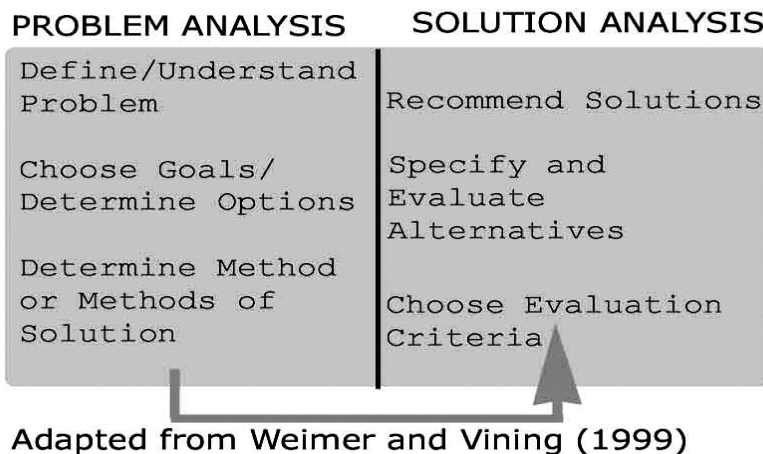 PROBLEM ANALYSIS
Define/Understand
Problem
Choose Goals/
Determine Options
Determine Method
or Methods of
Solution
SOLUTION ANALYSIS
Recommend Solutions
Specify and
Evaluate
Alternatives
Choose Evaluation
Criteria
Adapted from Weimer and Vining (1999)